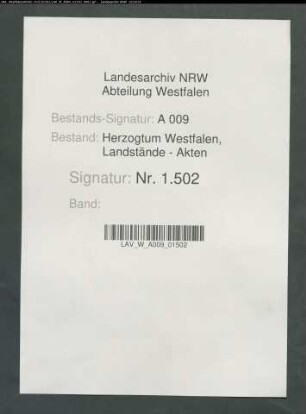 Landesarchiv NRW
Abteilung Westfalen
Bestands-Signatur: A 009
Bestand: Herzogtum Westfalen,
Landstände - Akten
Signatur: Nr. 1.502
Band:
LAV_W_A009_01502